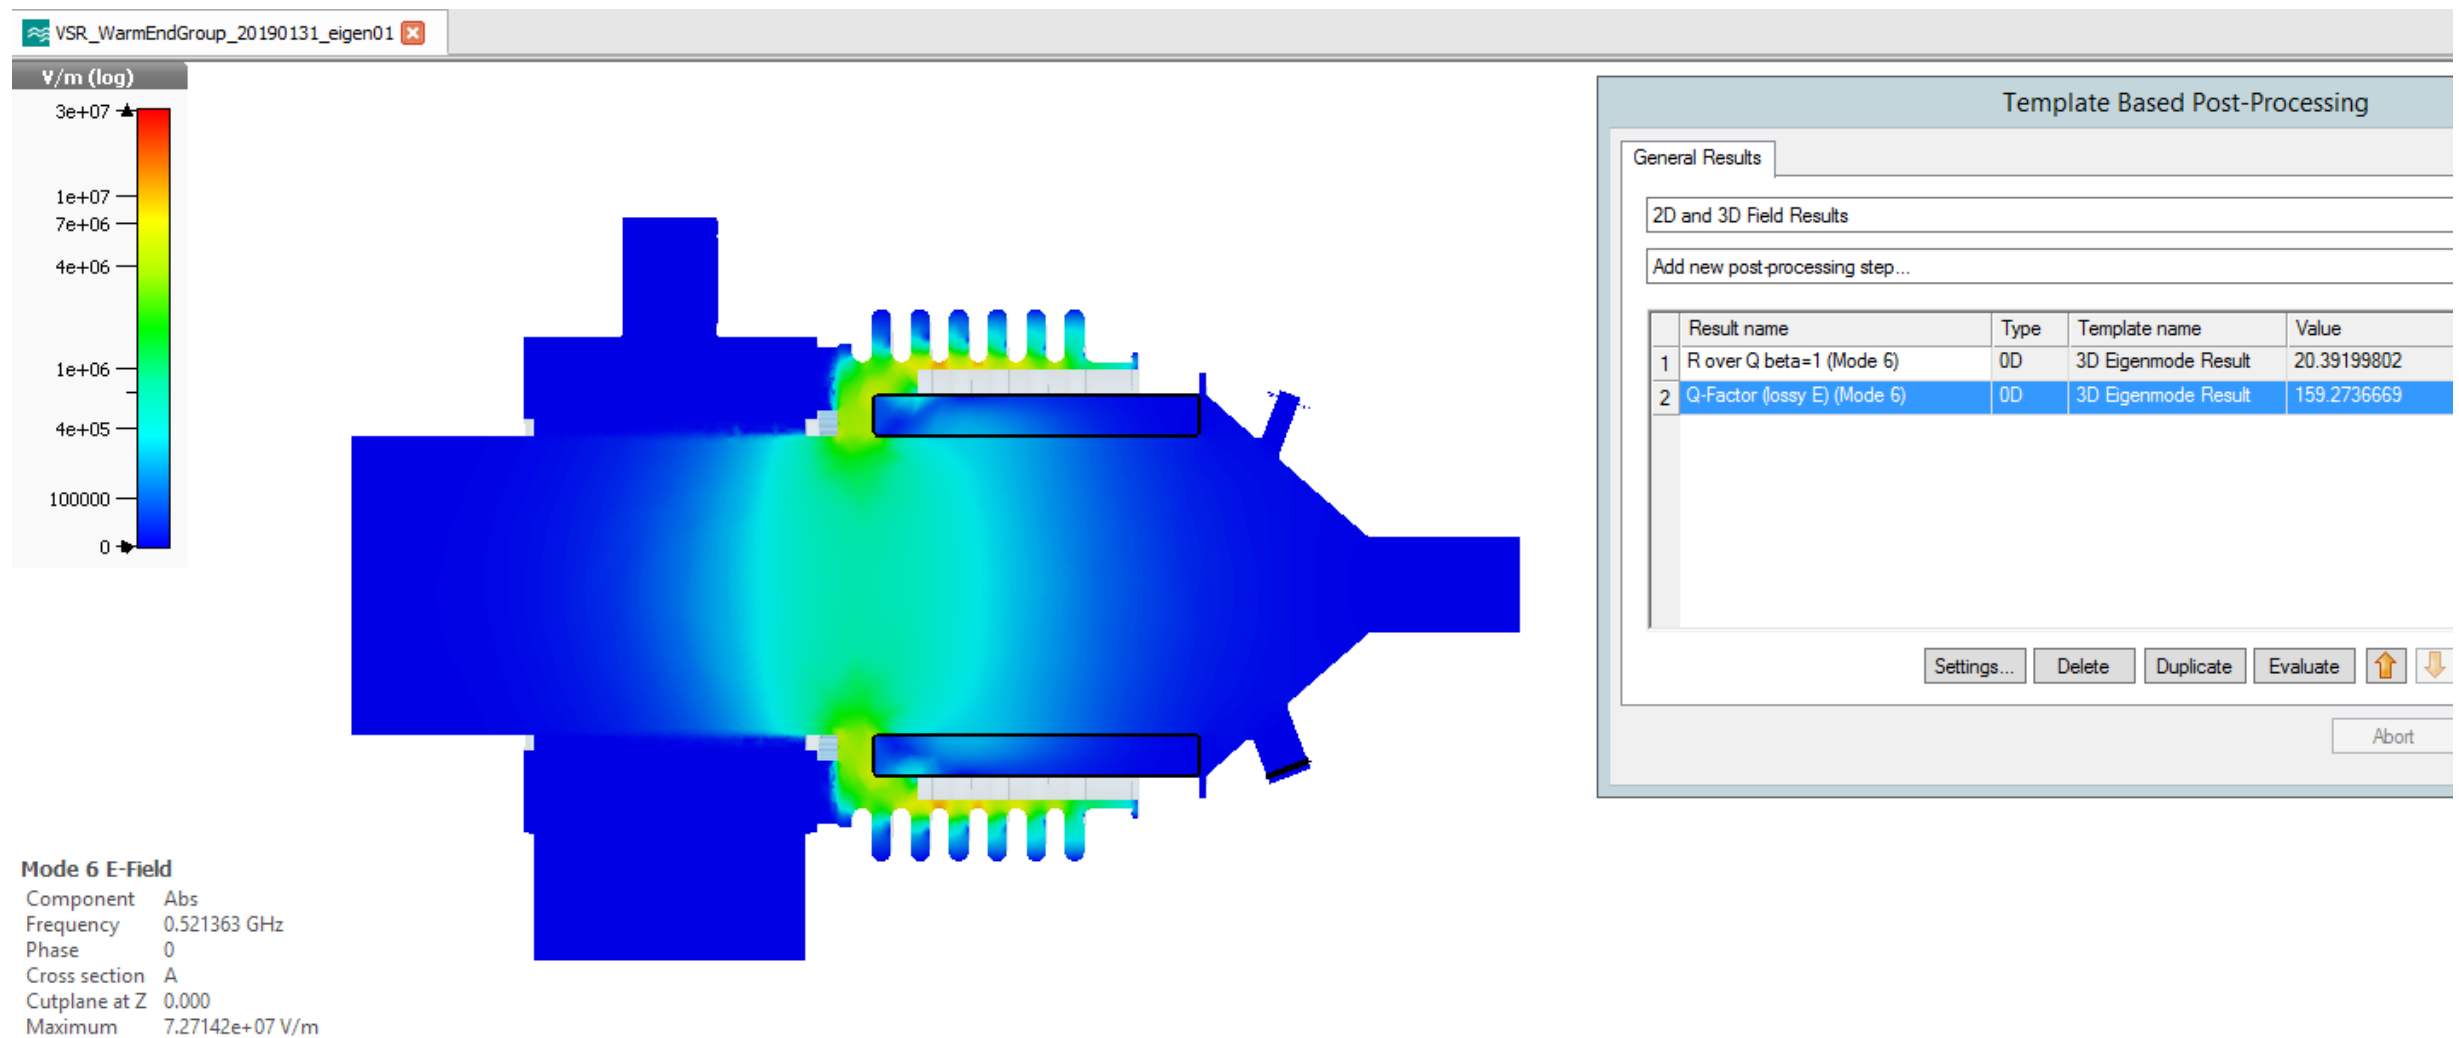 VSR_WarmEndGroup_20190131_eigen01
V/m (log)
3e+07
1e+07
7e+06
4e+06
1e+06
4e+05
100000
0
Mode 6 E-Field
Component Abs
Frequency 0.521363 GHz
Phase 0
Cross section A
Cutplane at Z 0.000
Maximum 7.27142e+07 V/m
Template Based Post-Processing
General Results
2D and 3D Field Results
Add new post-processing step...
Result name Type Template name Value
1 R over Q beta=1 (Mode 6) 0D 3D Eigenmode Result 20.39199802
2 Q-Factor (lossy E) (Mode 6) 0D 3D Eigenmode Result 159.2736669
Settings... Delete Duplicate Evaluate
Abort